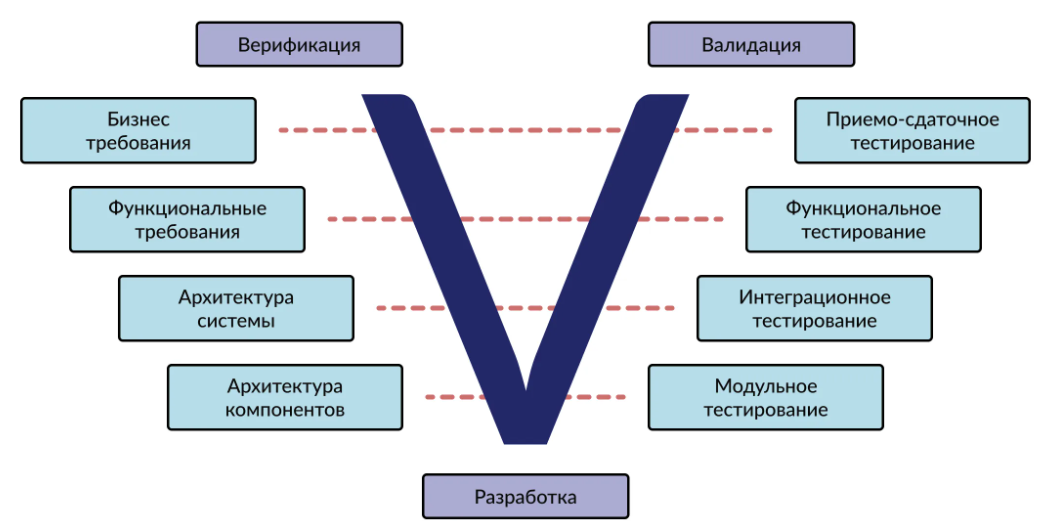 Верификация
Валидация
Бизнес
требования
Приемо-сдаточное
тестирование
Функциональные
требования
Функциональное
тестирование
Архитектура
системы
Интеграционное
тестирование
Архитектура
компонентов
Модульное
тестирование
Разработка